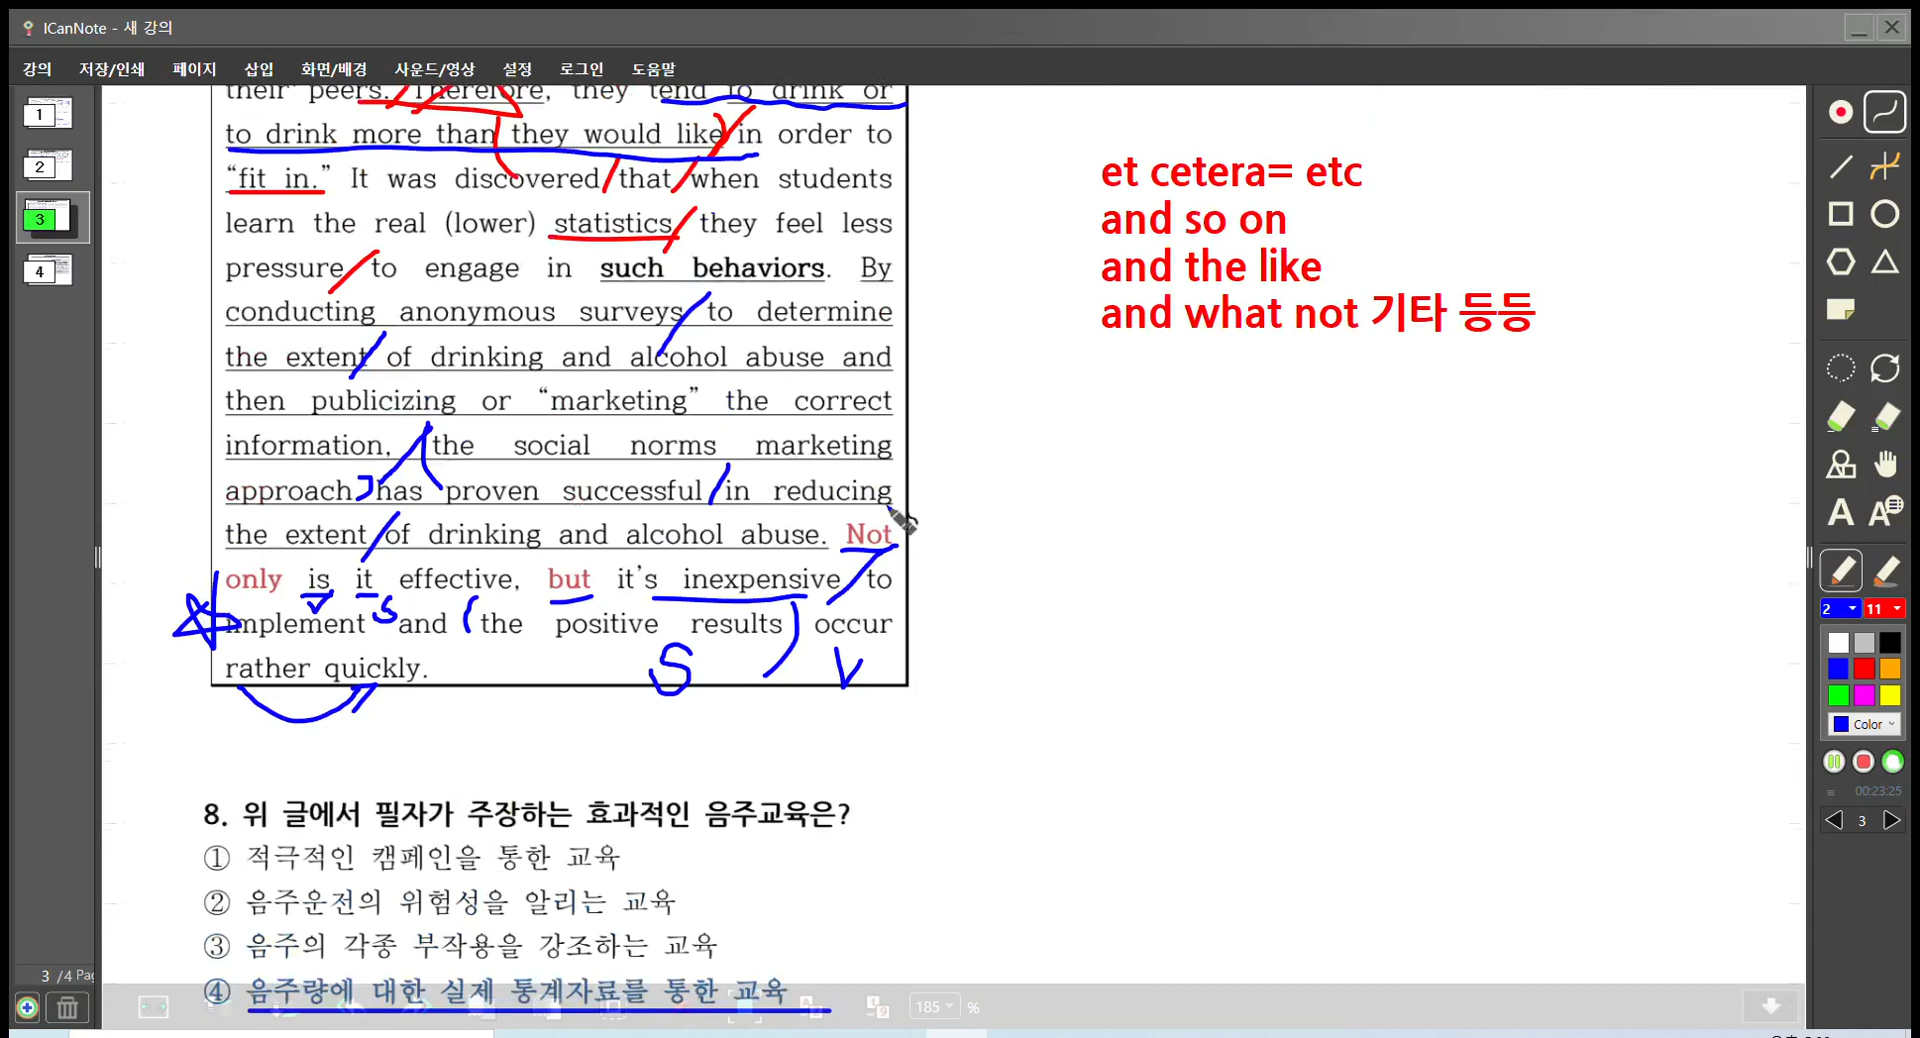 ICanNote - 새 강의
강의 저장/인쇄 페이지 삽입 화면/배경 사운드/영상 설정 로그인 도움말
1
2
3
4
their peers. Therefore, they tend to drink or
to drink more than they would like in order to
“fit in.” It was discovered that when students
learn the real (lower) statistics they feel less
pressure to engage in such behaviors. By
conducting anonymous surveys to determine
the extent of drinking and alcohol abuse and
then publicizing or “marketing” the correct
information, the social norms marketing
approach has proven successful in reducing
the extent of drinking and alcohol abuse. Not
only is it effective, but it's inexpensive to
v s
implement and the positive results occur
S V
rather quickly.
et cetera= etc
and so on
and the like
and what not 기타 등등
8. 위 글에서 필자가 주장하는 효과적인 음주교육은?
① 적극적인 캠페인을 통한 교육
② 음주운전의 위험성을 알리는 교육
③ 음주의 각종 부작용을 강조하는 교육
④ 음주량에 대한 실제 통계자료를 통한 교육
3 /4 Pag
185 %
A A
2 11
Color
00:23:25
3